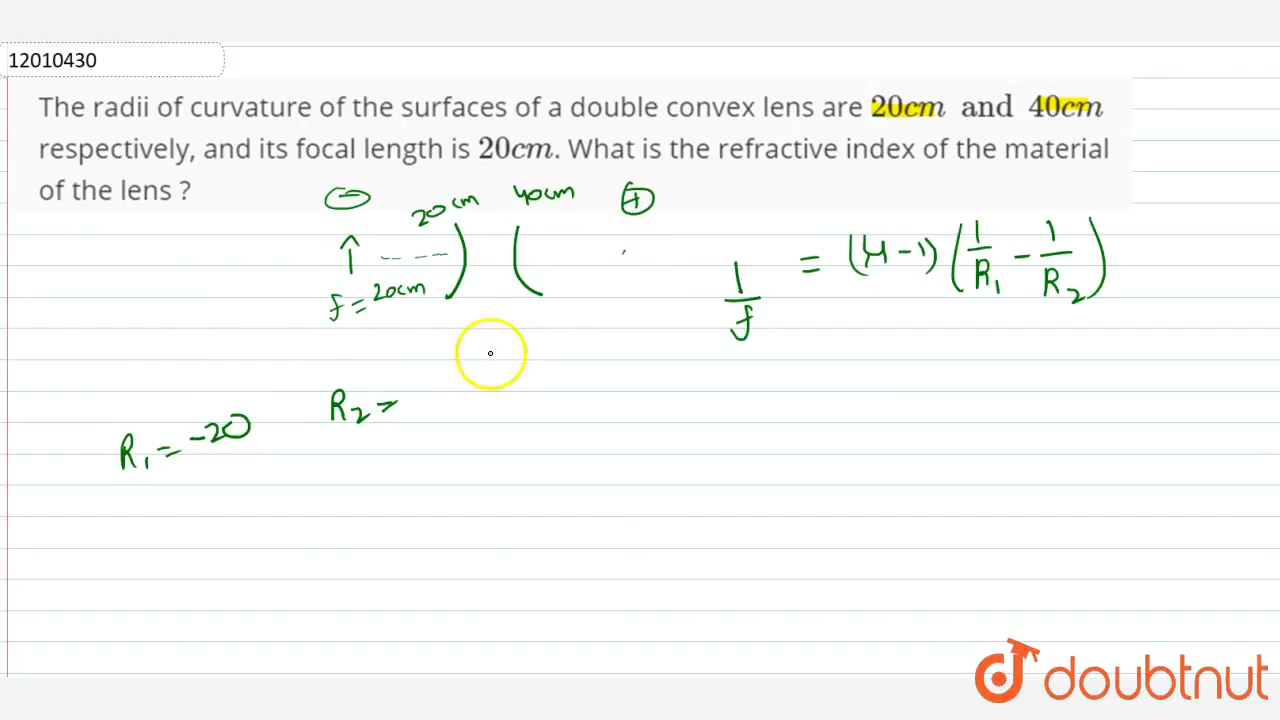 12010430
The radii of curvature of the surfaces of a double convex lens are 20cm and 40cm
respectively, and its focal length is 20cm. What is the refractive index of the material
of the lens ?
− 20 cm 40cm +
f = 20cm
1/f = (μ − 1) (1/R₁ − 1/R₂)
R₁ = −20 R₂ =
doubtnut